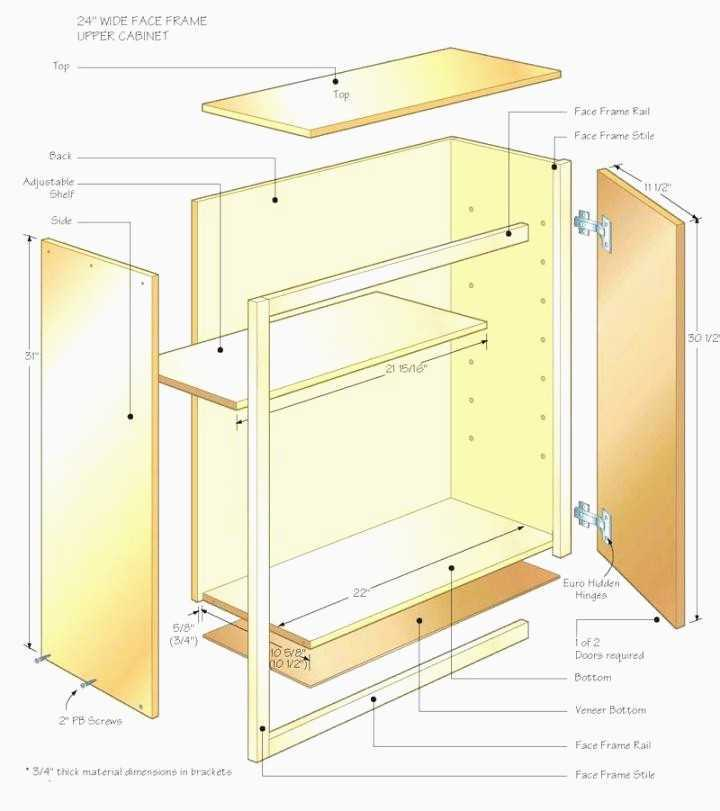 24" WIDE FACE FRAME
UPPER CABINET
Top
Top
Face Frame Rail
Face Frame Stile
Back
Adjustable
Shelf
Side
11 1/2"
31"
30 1/2"
21 15/16"
22"
Euro Hidden
Hinges
5/8"
(3/4")
10 5/8"
(10 1/2")
1 of 2
Doors required
Bottom
2" PB Screws
Veneer Bottom
Face Frame Rail
* 3/4" thick material dimensions in brackets
Face Frame Stile